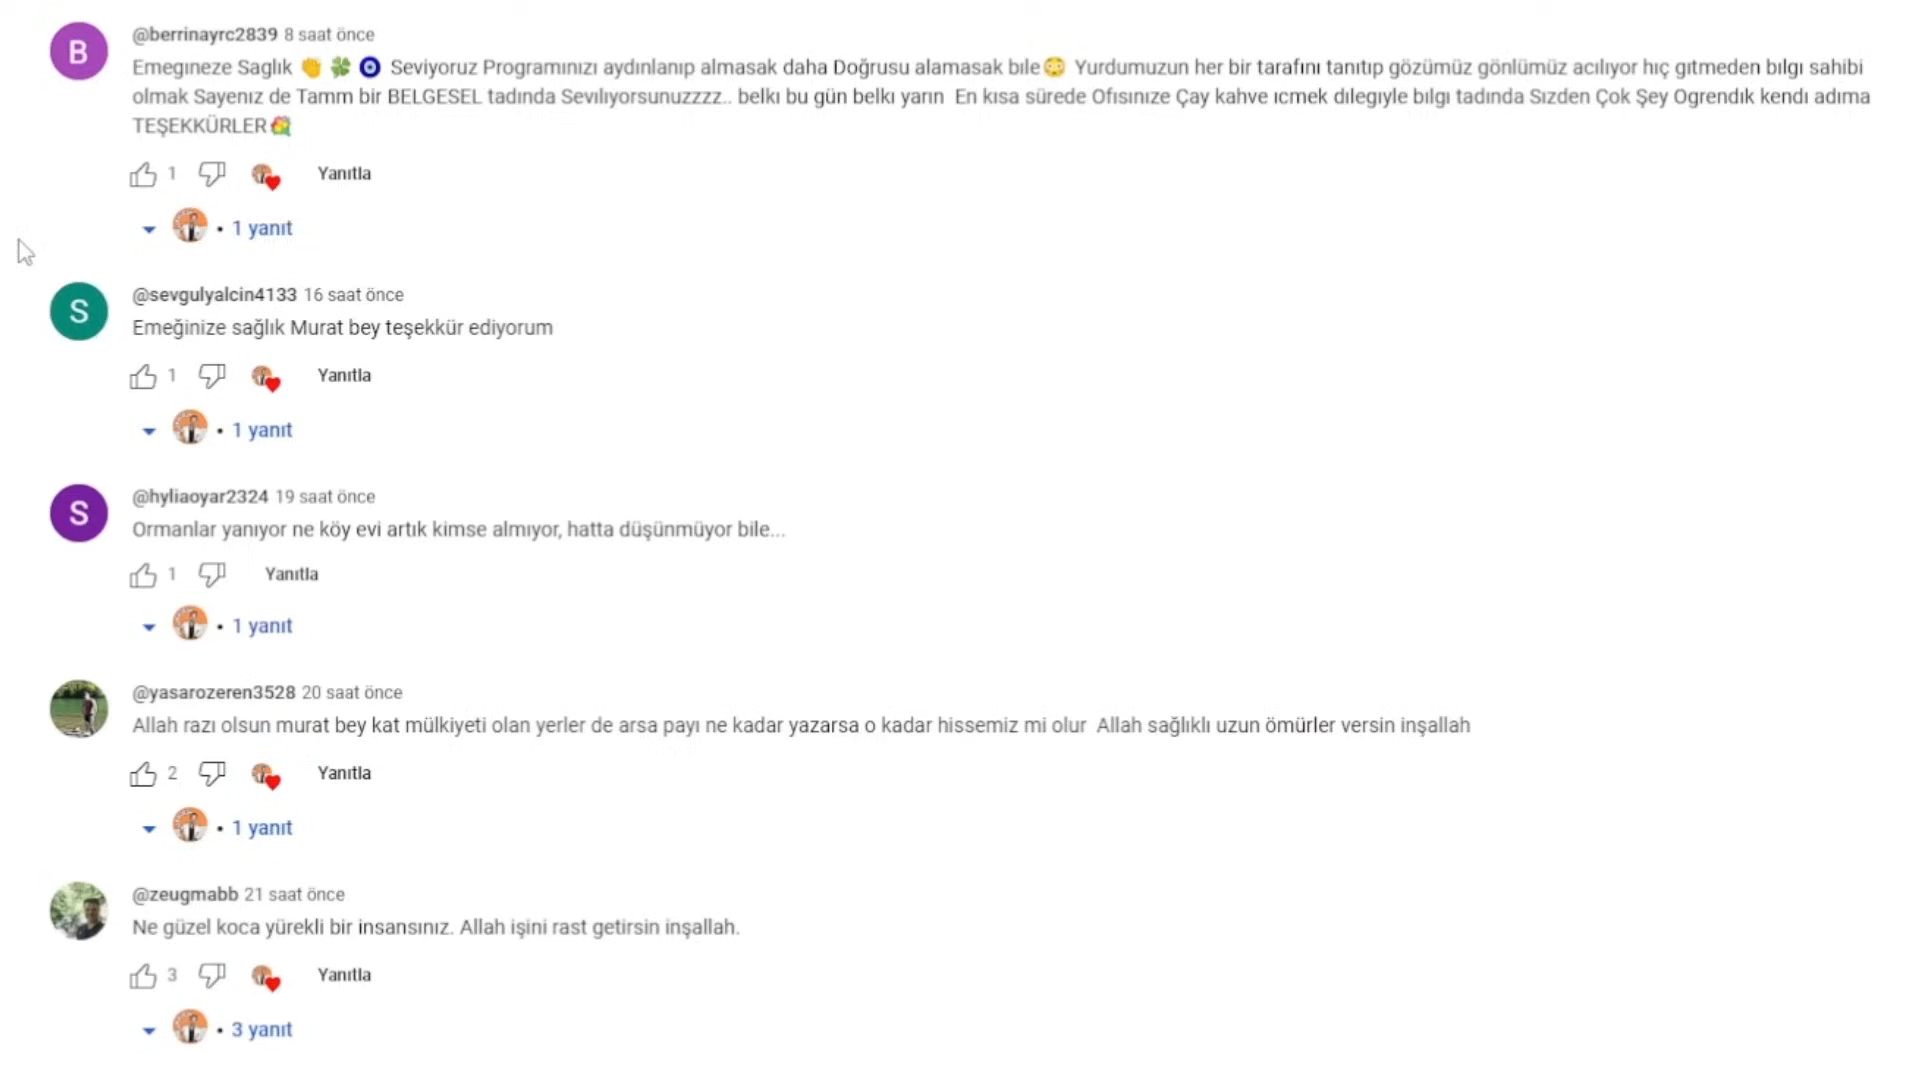 B
@berrinayrc2839 8 saat önce
Emegıneze Saglık 👏 🍀 🧿 Seviyoruz Programınızı aydınlanıp almasak daha Doğrusu alamasak bıle😳 Yurdumuzun her bir tarafını tanıtıp gözümüz gönlümüz acılıyor hıç gıtmeden bılgı sahibi
olmak Sayenız de Tamm bir BELGESEL tadında Sevılıyorsunuzzzz.. belkı bu gün belkı yarın En kısa sürede Ofısınıze Çay kahve ıcmek dılegıyle bılgı tadında Sızden Çok Şey Ogrendık kendı adıma
TEŞEKKÜRLER💐
1 Yanıtla
• 1 yanıt
S
@sevgulyalcin4133 16 saat önce
Emeğinize sağlık Murat bey teşekkür ediyorum
1 Yanıtla
• 1 yanıt
S
@hyliaoyar2324 19 saat önce
Ormanlar yanıyor ne köy evi artık kimse almıyor, hatta düşünmüyor bile...
1 Yanıtla
• 1 yanıt
@yasarozeren3528 20 saat önce
Allah razı olsun murat bey kat mülkiyeti olan yerler de arsa payı ne kadar yazarsa o kadar hissemiz mi olur Allah sağlıklı uzun ömürler versin inşallah
2 Yanıtla
• 1 yanıt
@zeugmabb 21 saat önce
Ne güzel koca yürekli bir insansınız. Allah işini rast getirsin inşallah.
3 Yanıtla
• 3 yanıt